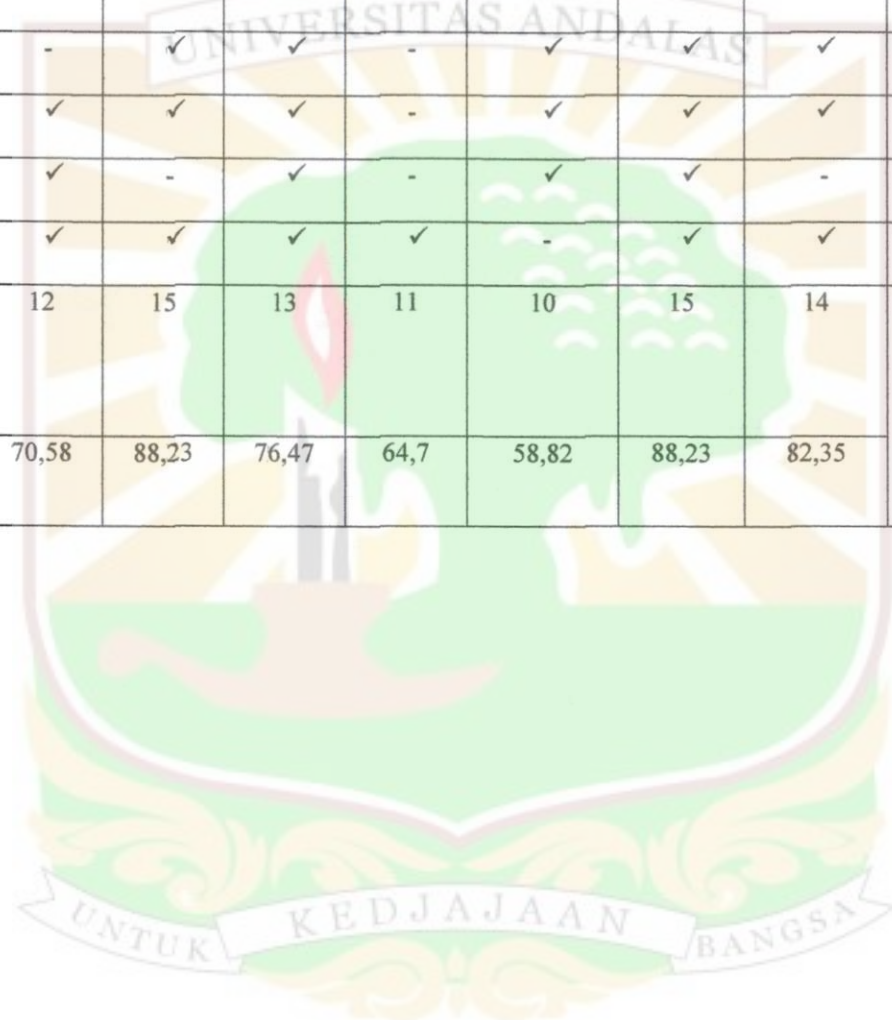 UNIVERSITAS ANDALAS
- ✓ ✓ - ✓ ✓ ✓
✓ ✓ ✓ - ✓ ✓ ✓
✓ - ✓ - ✓ ✓ -
✓ ✓ ✓ ✓ - ✓ ✓
12 15 13 11 10 15 14
70,58 88,23 76,47 64,7 58,82 88,23 82,35
UNTUK KEDJAJAAN BANGSA